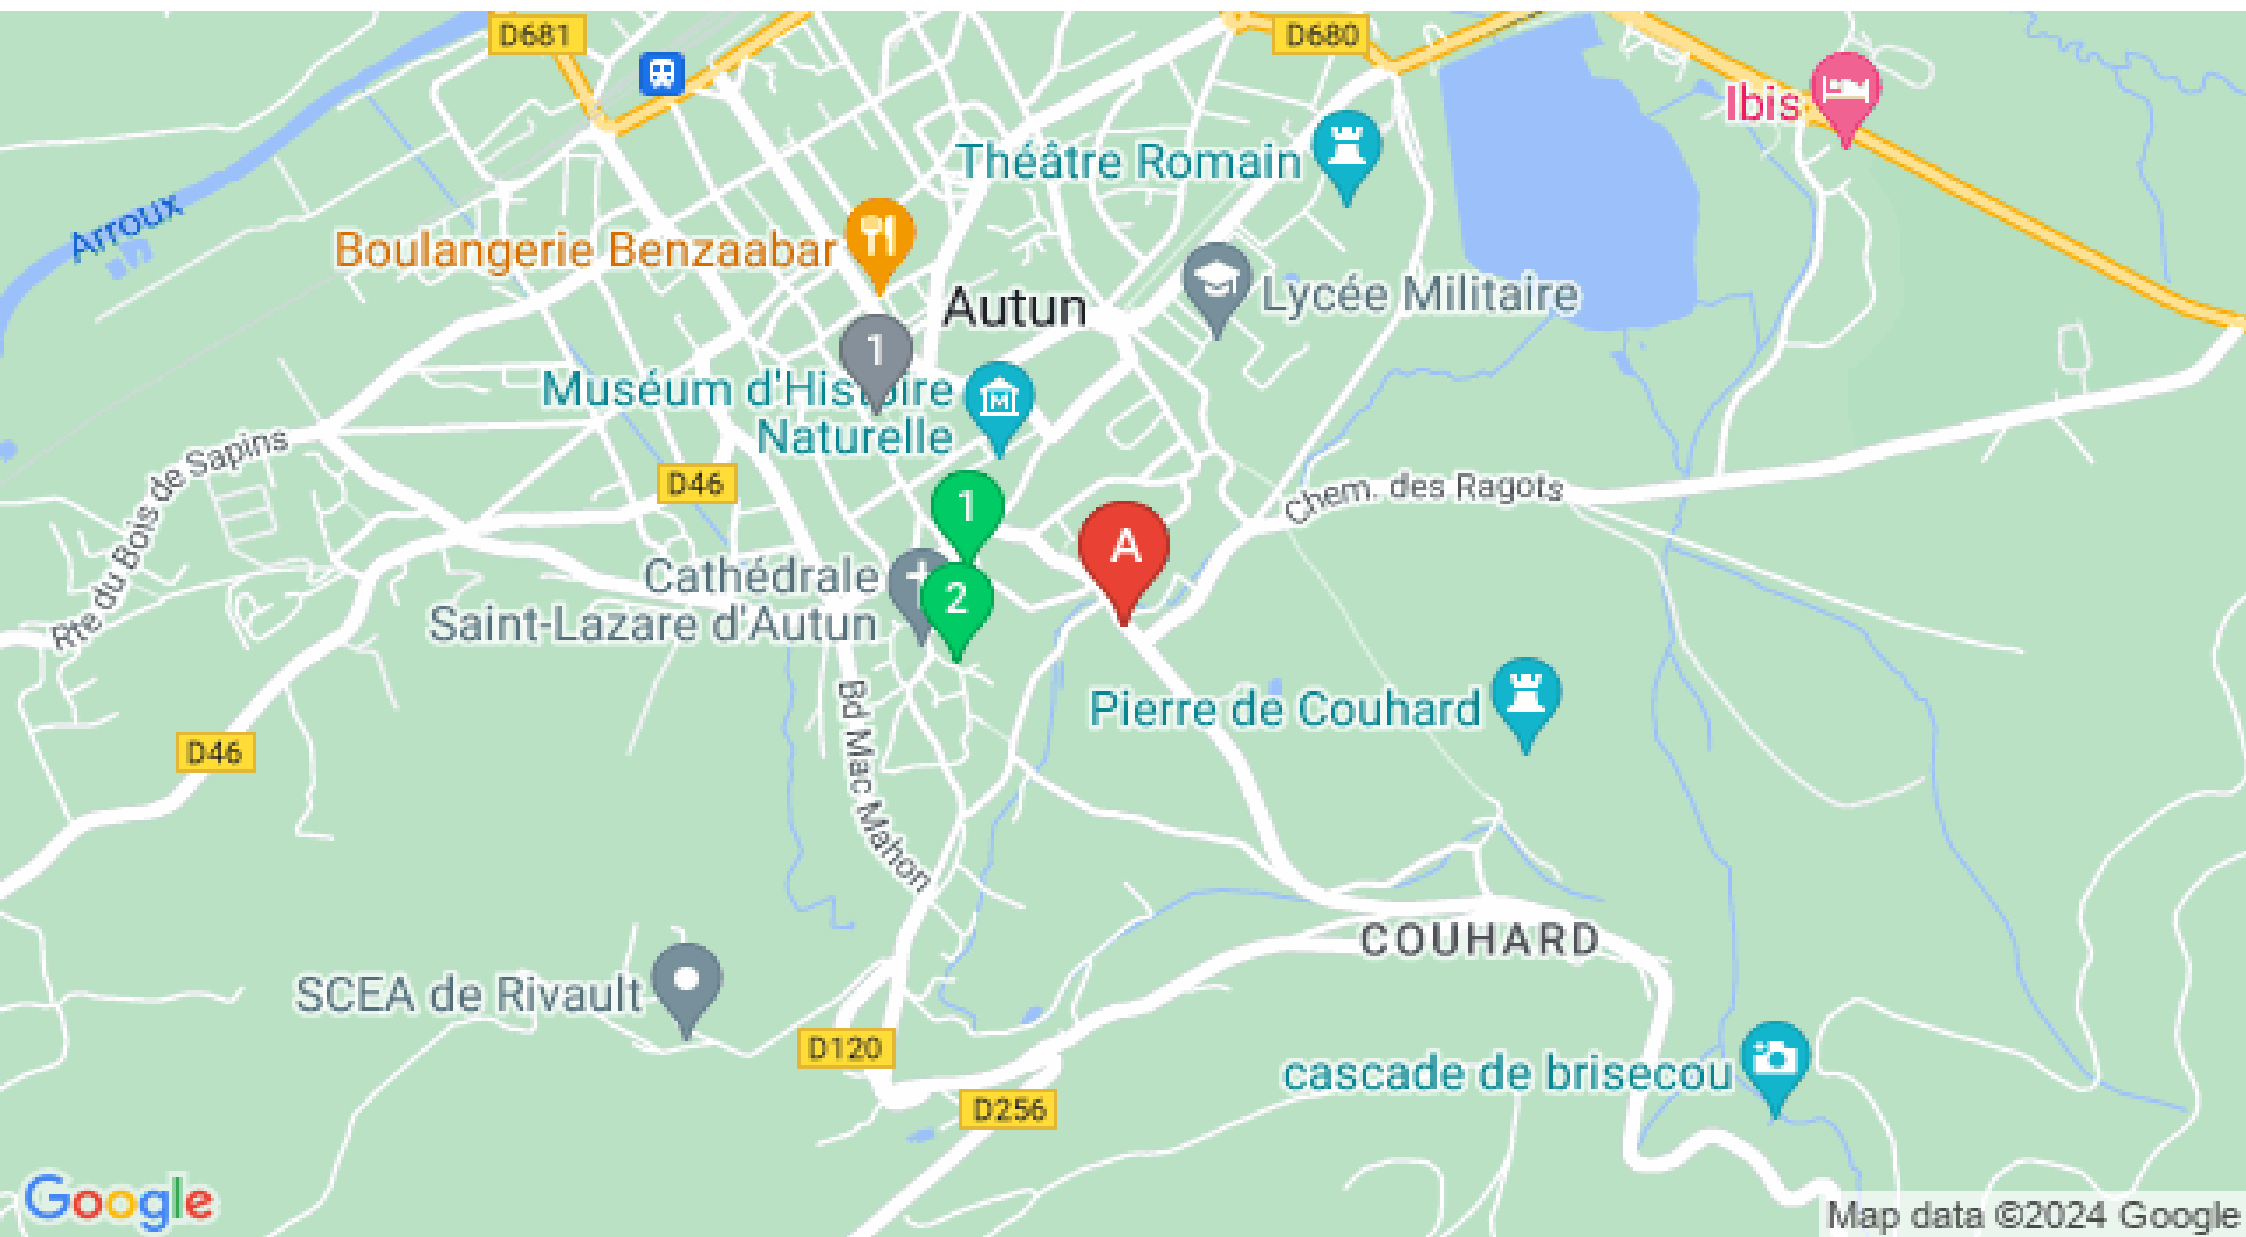 D681
D680
Ibis
Théâtre Romain
Arroux
Boulangerie Benzaabar
Autun
Lycée Militaire
1
Muséum d'Histoire
Naturelle
Rte du Bois de Sapins
D46
Chem. des Ragots
1
A
Cathédrale
2
Saint-Lazare d'Autun
Pierre de Couhard
D46
Bd Mac Mahon
COUHARD
SCEA de Rivault
D120
cascade de brisecou
D256
Google
Map data ©2024 Google